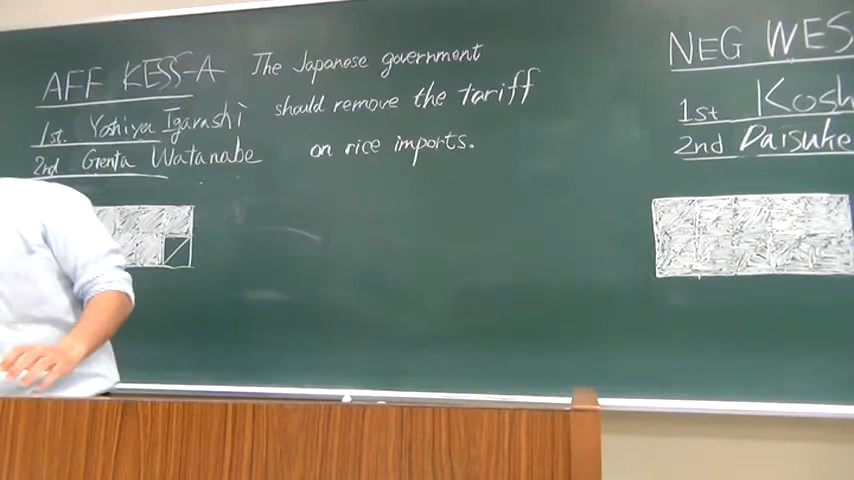 AFF KESS-A
1st. Yoshiya Igarashi
2nd Genta Watanabe
The Japanese government
should remove the tariff
on rice imports.
NEG WES
1st Kosh
2nd Daisuke